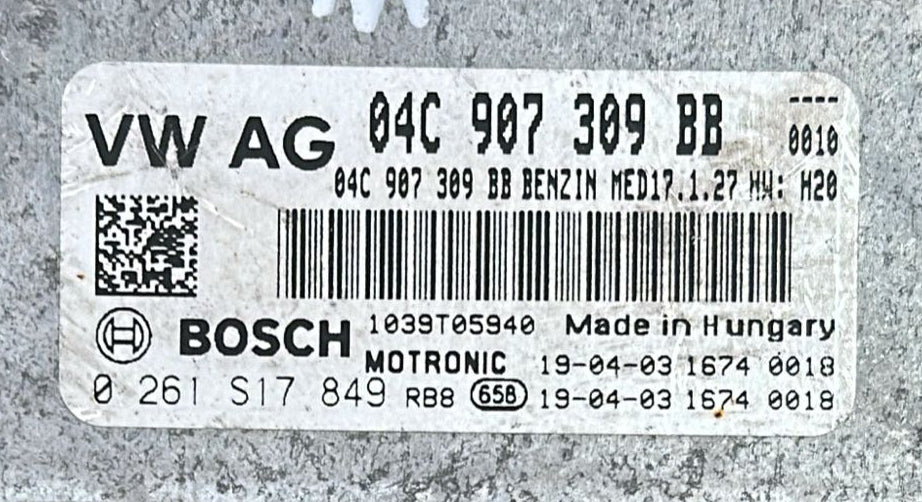 VW AG 04C 907 309 BB ----
0010
04C 907 309 BB BENZIN MED17.1.27 HW: H20
BOSCH 1039T05940 Made in Hungary
MOTRONIC 19-04-03 1674 0018
0 261 S17 849 RB8 658 19-04-03 1674 0018